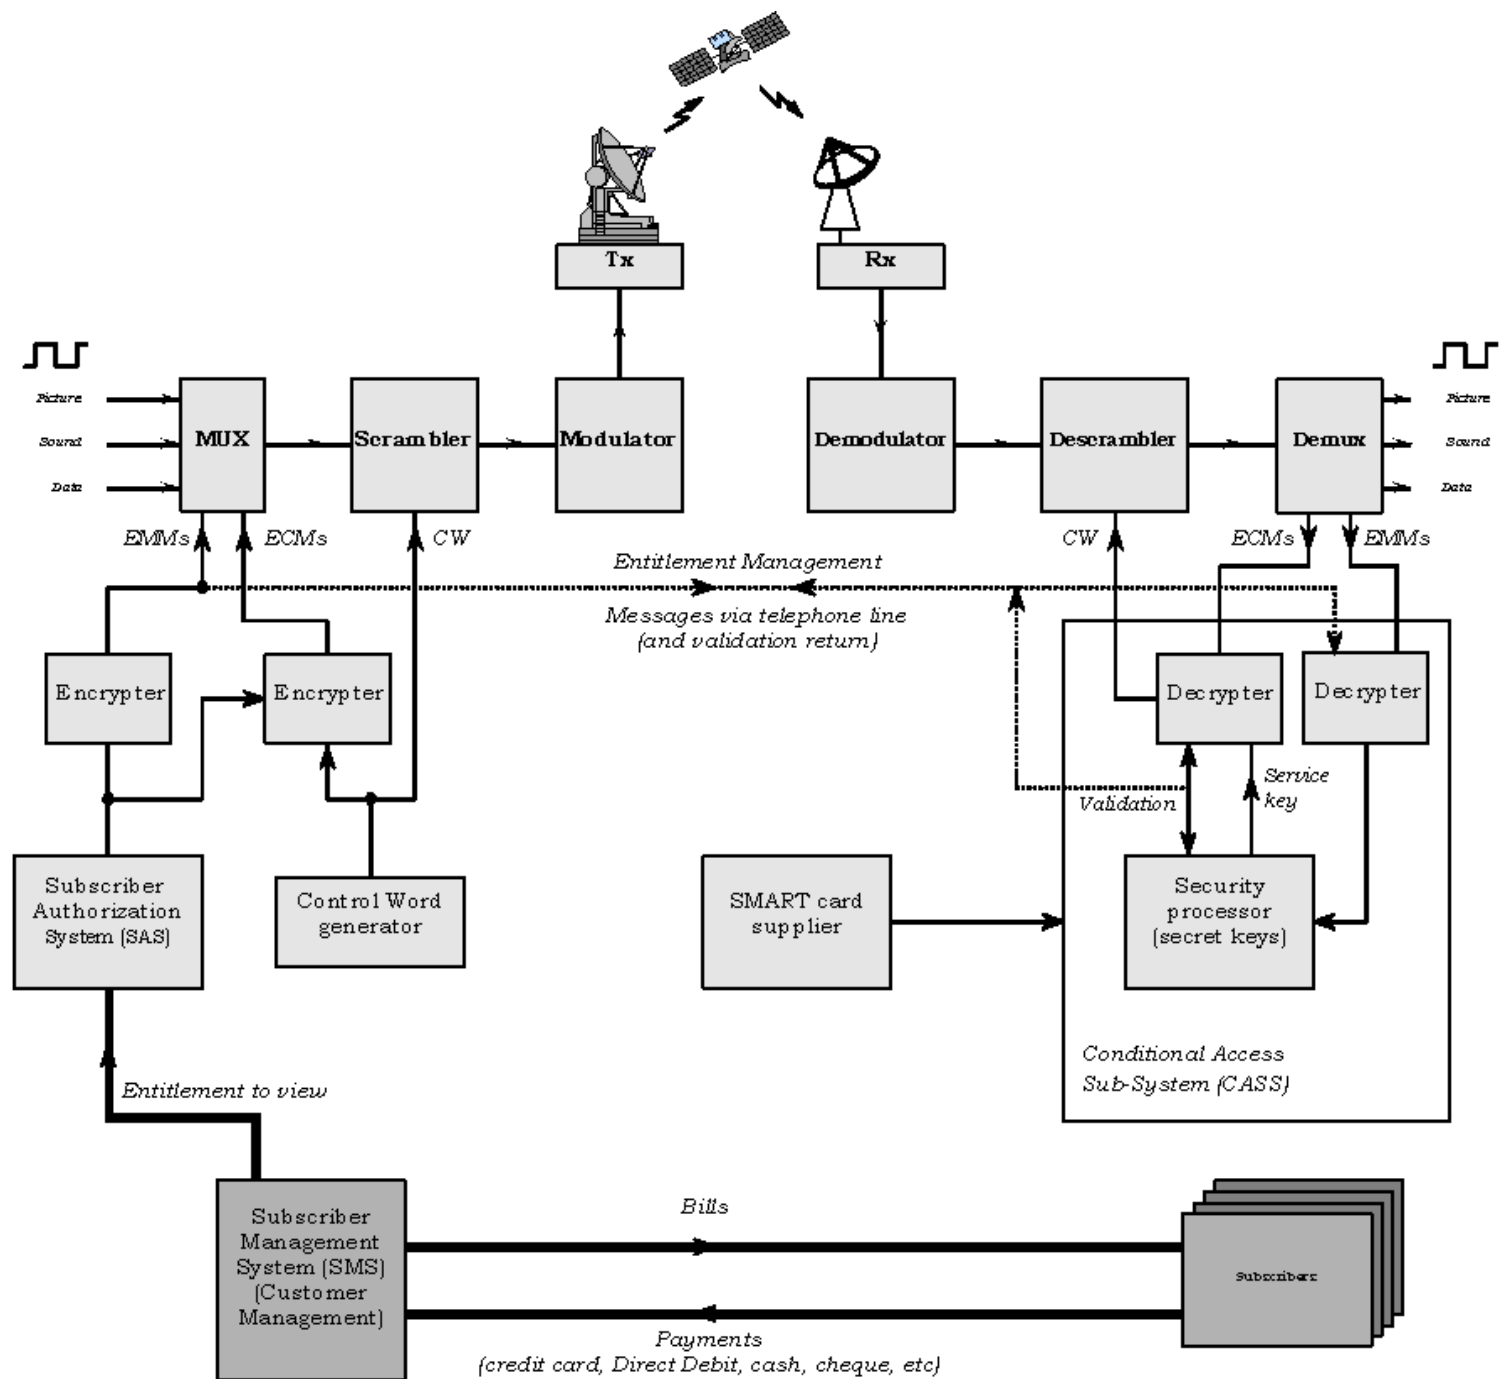 Tx
Rx
Picture
Sound
Data
MUX
Scrambler
Modulator
Demodulator
Descrambler
Demux
Picture
Sound
Data
EMMs
ECMs
CW
CW
ECMs
EMMs
Entitlement Management
Messages via telephone line
(and validation return)
Encrypter
Encrypter
Decrypter
Decrypter
Validation
Service
key
Subscriber
Authorization
System (SAS)
Control Word
generator
SMART card
supplier
Security
processor
(secret keys)
Conditional Access
Sub-System (CASS)
Entitlement to view
Subscriber
Management
System (SMS)
(Customer
Management)
Bills
Subscribers
Payments
(credit card, Direct Debit, cash, cheque, etc)